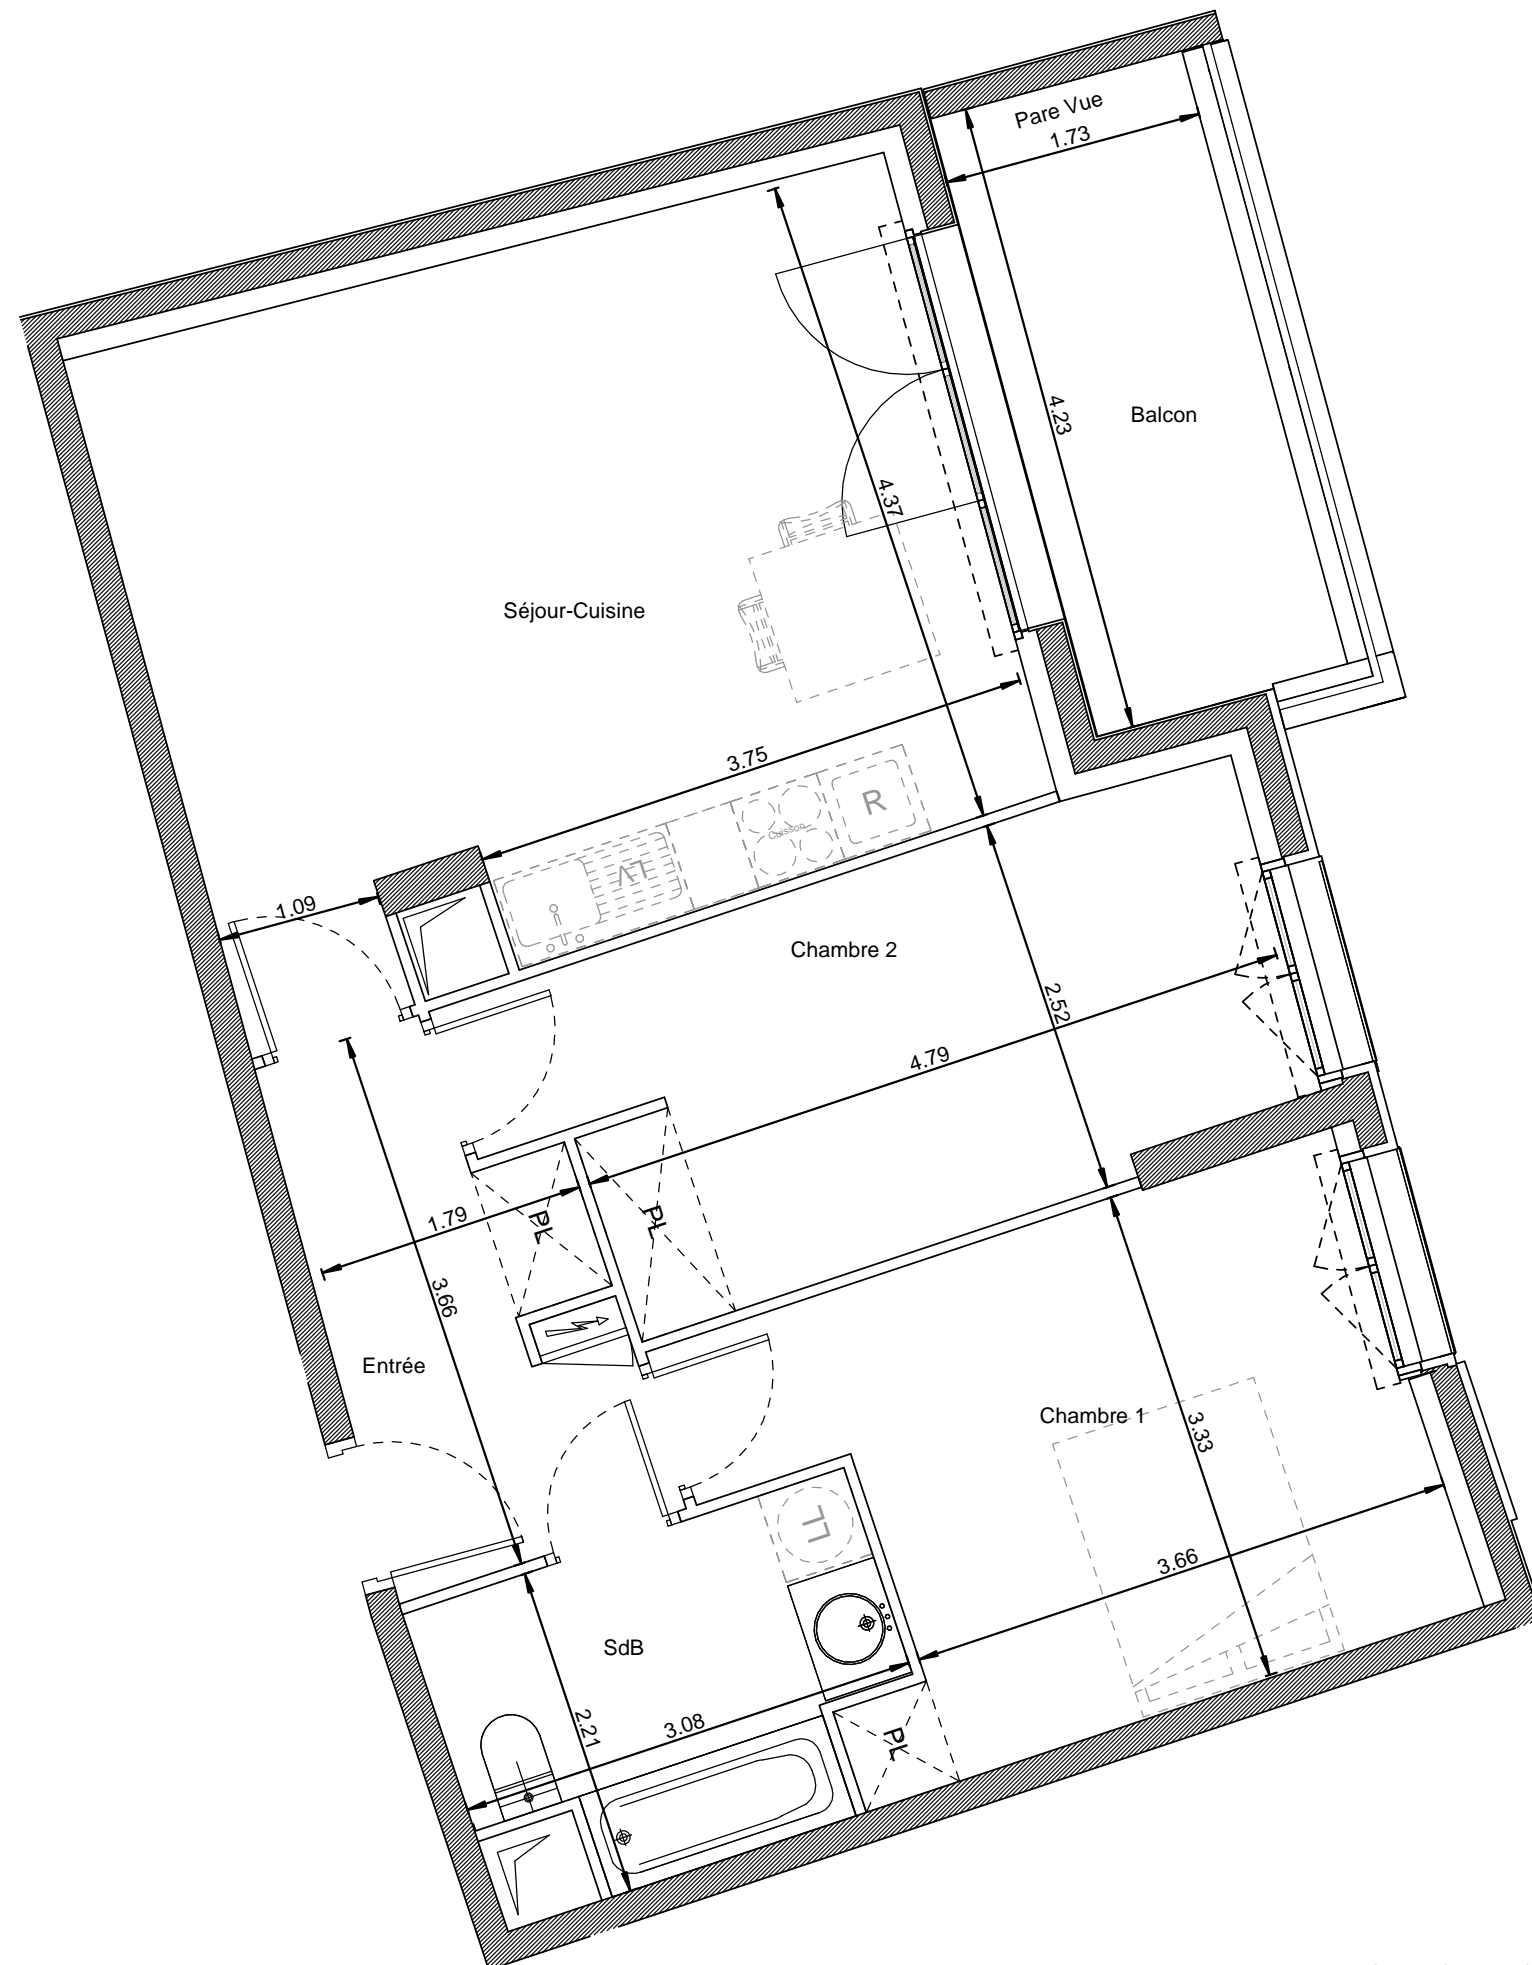 Pare Vue
1.73
4.23
Balcon
4.37
Séjour-Cuisine
3.75
R
Cuisson
LV
1.09
Chambre 2
2.52
4.79
PL
PL
1.79
3.66
Entrée
Chambre 1
3.33
LL
3.66
SdB
3.08
2.21
PL